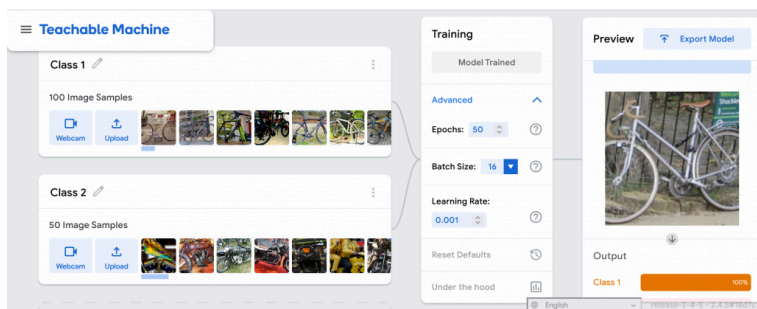 Teachable Machine
Class 1
100 Image Samples
Webcam
Upload
Class 2
50 Image Samples
Webcam
Upload
Training
Model Trained
Advanced
Epochs: 50
Batch Size: 16
Learning Rate:
0.001
Reset Defaults
Under the hood
Preview
Export Model
Welcome
Output
Class 1
100%
English